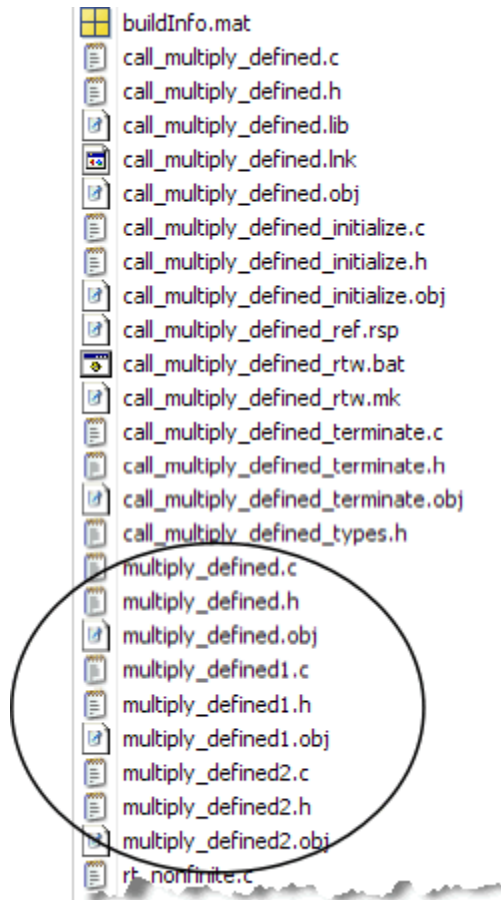 buildInfo.mat
call_multiply_defined.c
call_multiply_defined.h
call_multiply_defined.lib
call_multiply_defined.lnk
call_multiply_defined.obj
call_multiply_defined_initialize.c
call_multiply_defined_initialize.h
call_multiply_defined_initialize.obj
call_multiply_defined_ref.rsp
call_multiply_defined_rtw.bat
call_multiply_defined_rtw.mk
call_multiply_defined_terminate.c
call_multiply_defined_terminate.h
call_multiply_defined_terminate.obj
call_multiply_defined_types.h
multiply_defined.c
multiply_defined.h
multiply_defined.obj
multiply_defined1.c
multiply_defined1.h
multiply_defined1.obj
multiply_defined2.c
multiply_defined2.h
multiply_defined2.obj
rt_nonfinite.c